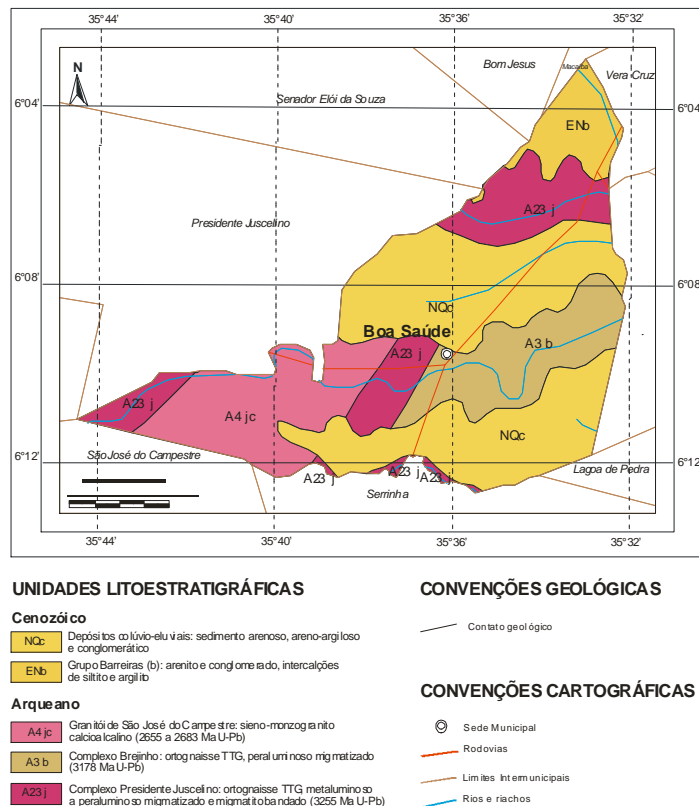 35°44' 35°40' 35°36' 35°32'
Bom Jesus
Macaíba
Vera Cruz
N
Senador Elói da Souza
6°04' 6°04'
ENb
A23 j
Presidente Juscelino
6°08' 6°08'
NQc
Boa Saúde
A23 j
A3 b
A23 j
A4 jc
NQc
São José do Campestre
6°12' 6°12'
A23 j
A23 j
A23 j
Lagoa de Pedra
Serrinha
35°44' 35°40' 35°36' 35°32'
UNIDADES LITOESTRATIGRÁFICAS
Cenozóico
NQc Depósitos colúvio-eluviais: sedimento arenoso, areno-argiloso
e conglomerático
ENb Grupo Barreiras (b): arenito e conglomerado, intercalções
de siltito e argilito
Arqueano
A4 jc Granitói de São José do Campestre: sieno-monzogranito
calcioalcalino (2655 a 2683 Ma U-Pb)
A3 b Complexo Brejinho: ortognaisse TTG, peraluminoso migmatizado
(3178 Ma U-Pb)
A23 j Complexo Presidente Juscelino: ortognaisse TTG metaluminoso
a peraluminoso migmatizado e migmatito bandado (3255 Ma U-Pb)
CONVENÇÕES GEOLÓGICAS
Contato geológico
CONVENÇÕES CARTOGRÁFICAS
Sede Municipal
Rodovias
Limites Intermunicipais
Rios e riachos